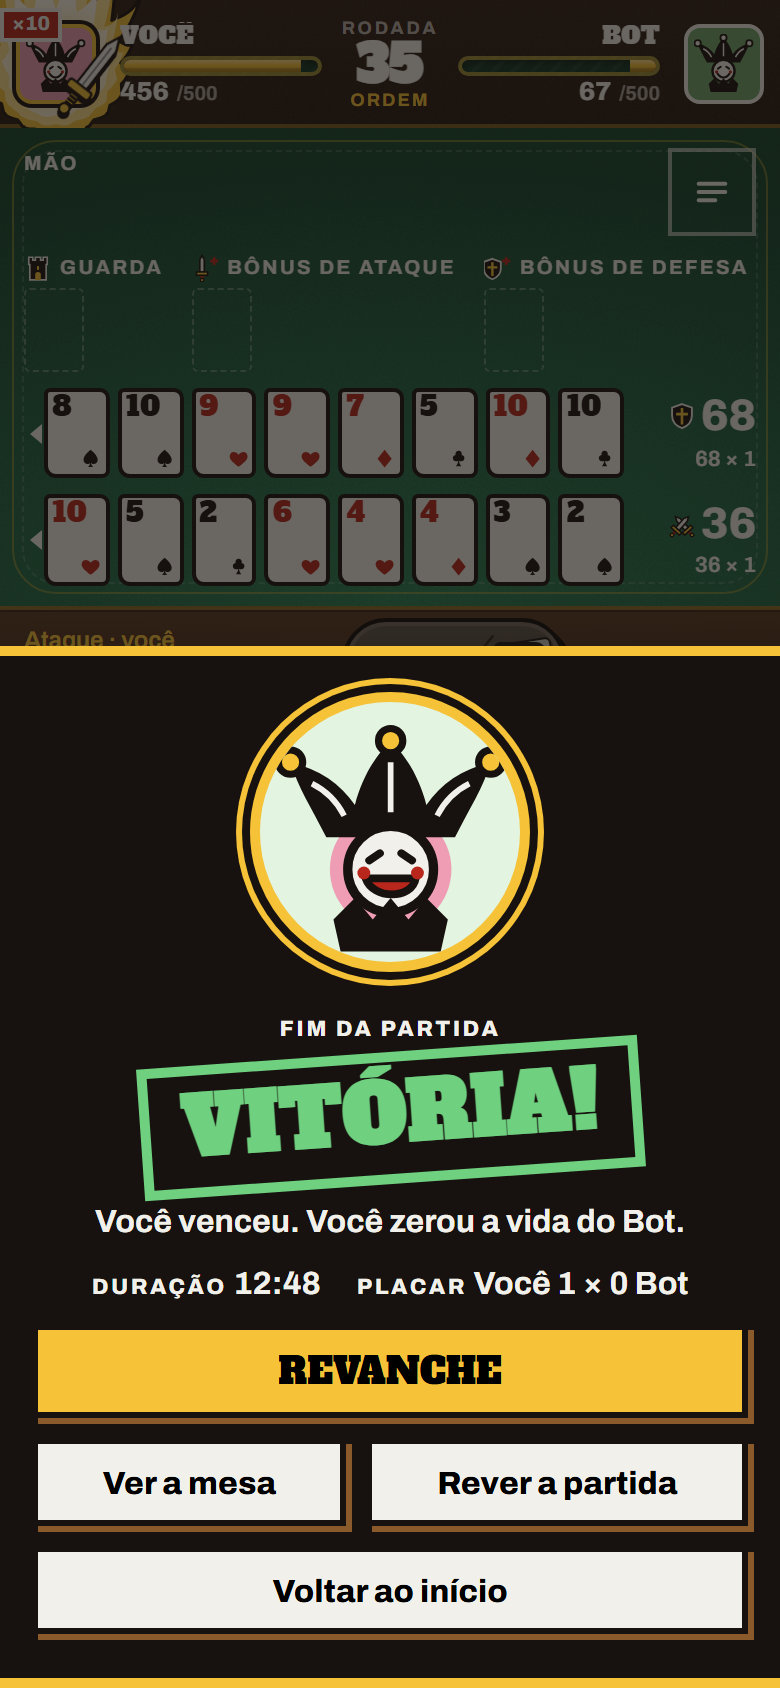 ×10
VOCÊ
456 /500
RODADA
35
ORDEM
BOT
67 /500
MÃO
GUARDA
BÔNUS DE ATAQUE
BÔNUS DE DEFESA
8 10 9 9 7 5 10 10
68
68 × 1
10 5 2 6 4 4 3 2
36
36 × 1
Ataque · você
FIM DA PARTIDA
VITÓRIA!
Você venceu. Você zerou a vida do Bot.
DURAÇÃO 12:48 PLACAR Você 1 × 0 Bot
REVANCHE
Ver a mesa
Rever a partida
Voltar ao início